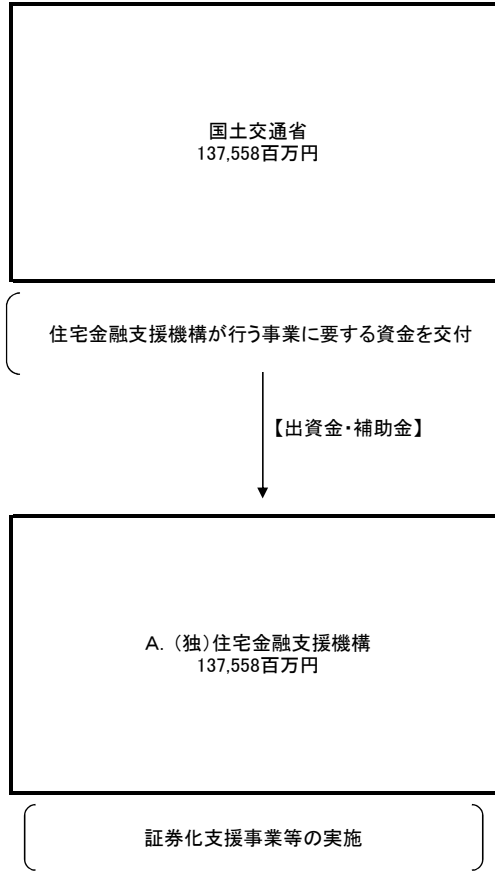 国土交通省
137,558百万円
住宅金融支援機構が行う事業に要する資金を交付
【出資金・補助金】
A.（独）住宅金融支援機構
137,558百万円
証券化支援事業等の実施